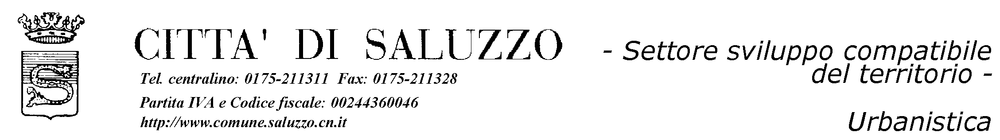 CITTA' DI SALUZZO
Tel. centralino: 0175-211311 Fax: 0175-211328
Partita IVA e Codice fiscale: 00244360046
http://www.comune.saluzzo.cn.it
- Settore sviluppo compatibile
del territorio -
Urbanistica